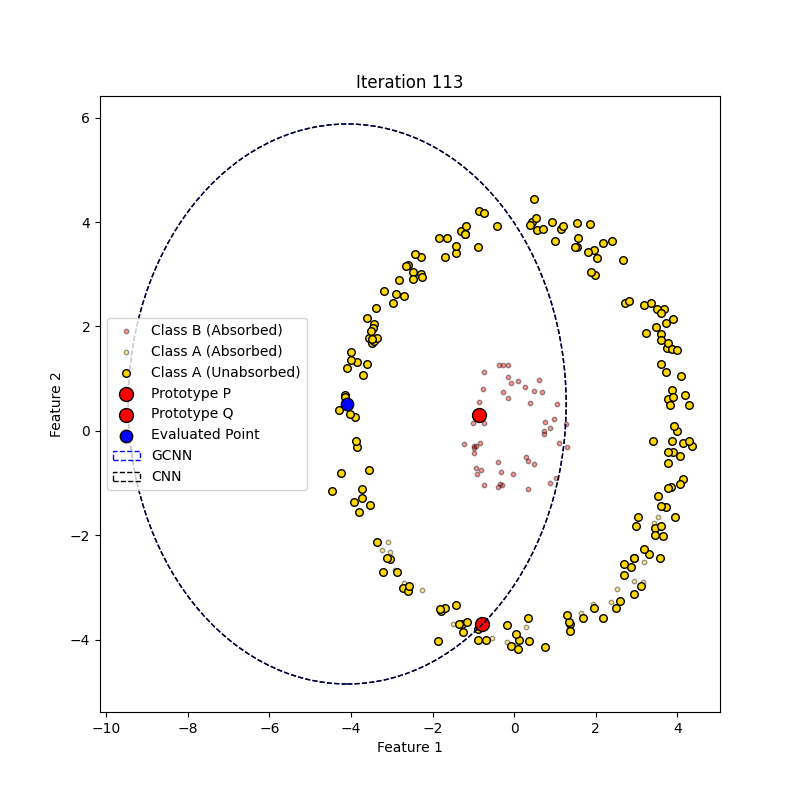 Iteration 113
6
4
2
0
−2
−4
Feature 2
Class B (Absorbed)
Class A (Absorbed)
Class A (Unabsorbed)
Prototype P
Prototype Q
Evaluated Point
GCNN
CNN
−10
−8
−6
−4
−2
0
2
4
Feature 1